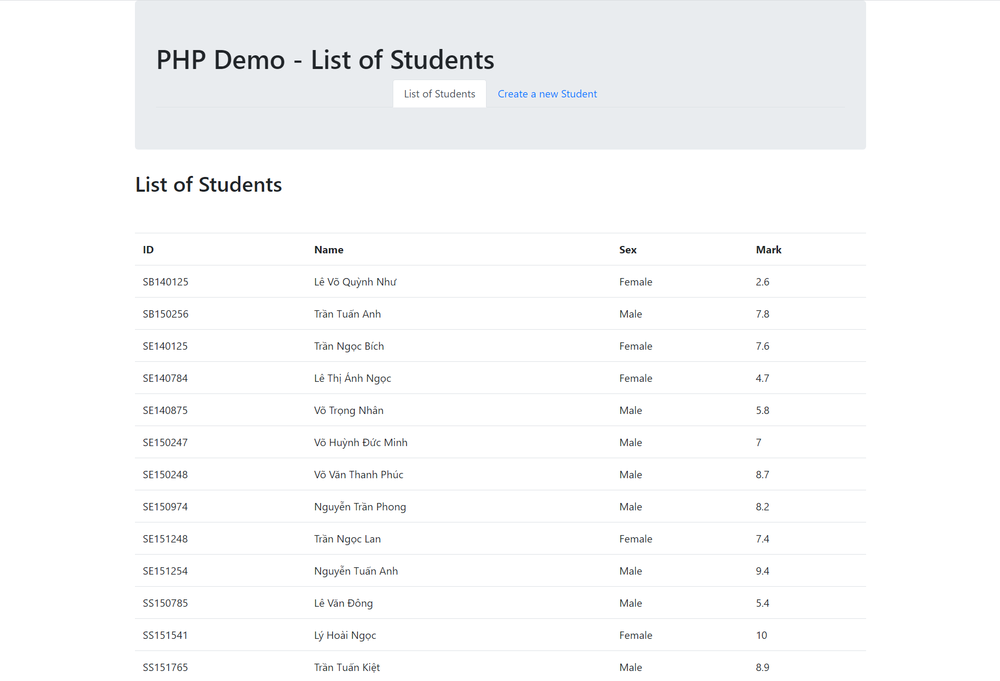 PHP Demo - List of Students
List of Students Create a new Student
List of Students
ID Name Sex Mark
SB140125 Lê Võ Quỳnh Như Female 2.6
SB150256 Trần Tuấn Anh Male 7.8
SE140125 Trần Ngọc Bích Female 7.6
SE140784 Lê Thị Ánh Ngọc Female 4.7
SE140875 Võ Trọng Nhân Male 5.8
SE150247 Võ Huỳnh Đức Minh Male 7
SE150248 Võ Văn Thanh Phúc Male 8.7
SE150974 Nguyễn Trần Phong Male 8.2
SE151248 Trần Ngọc Lan Female 7.4
SE151254 Nguyễn Tuấn Anh Male 9.4
SS150785 Lê Văn Đông Male 5.4
SS151541 Lý Hoài Ngọc Female 10
SS151765 Trần Tuấn Kiệt Male 8.9